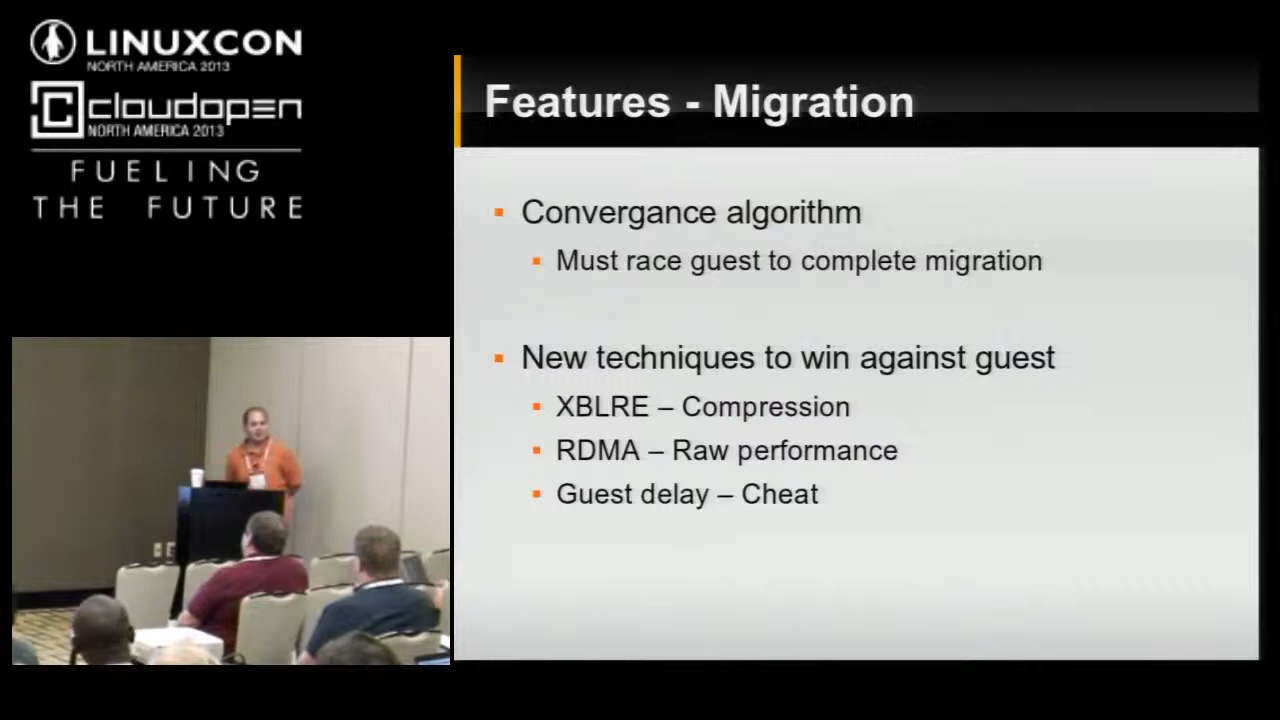 LINUXCON
NORTH AMERICA 2013
cloudopen
NORTH AMERICA 2013
FUELING
THE FUTURE
Features - Migration
Convergance algorithm
Must race guest to complete migration
New techniques to win against guest
XBLRE – Compression
RDMA – Raw performance
Guest delay – Cheat